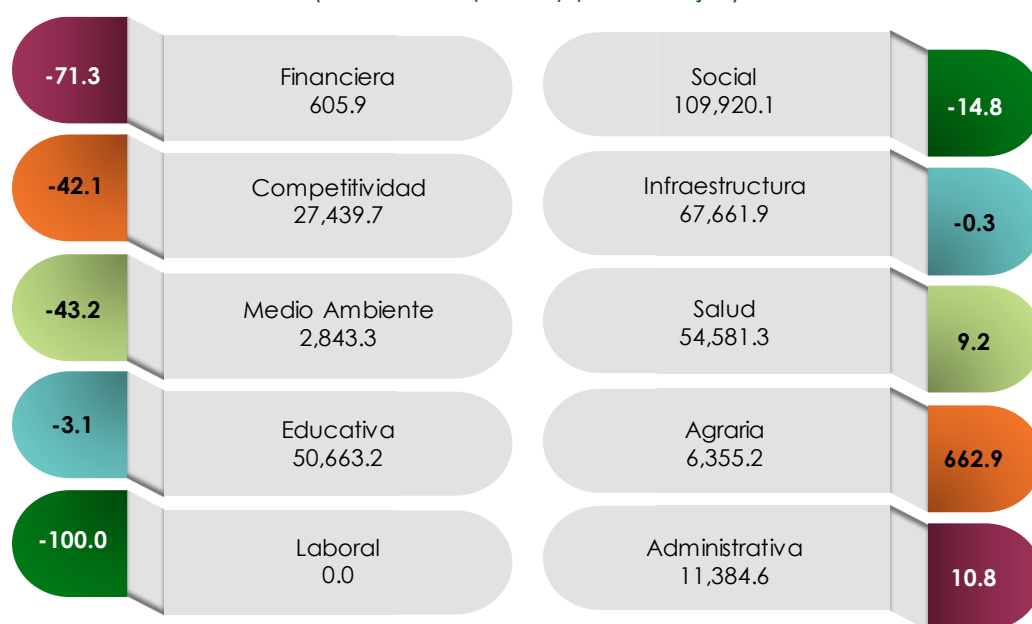 -71.3
Financiera
605.9
Social
109,920.1
-14.8
-42.1
Competitividad
27,439.7
Infraestructura
67,661.9
-0.3
-43.2
Medio Ambiente
2,843.3
Salud
54,581.3
9.2
-3.1
Educativa
50,663.2
Agraria
6,355.2
662.9
-100.0
Laboral
0.0
Administrativa
11,384.6
10.8